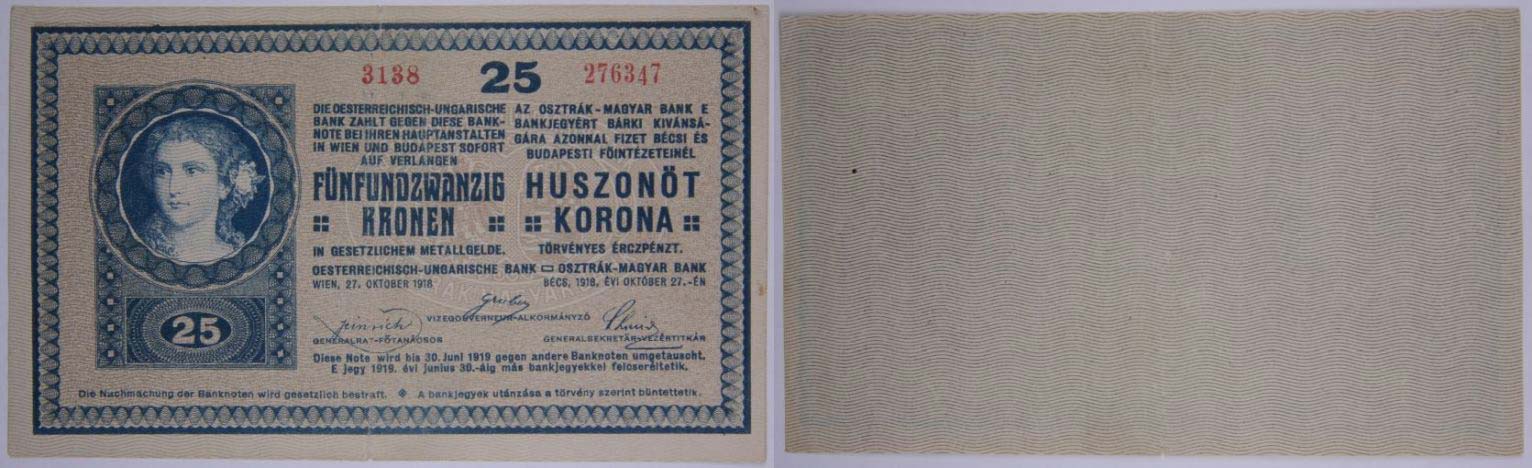 3138 25 276347
DIE OESTERREICHISCH-UNGARISCHE
BANK ZAHLT GEGEN DIESE BANK-
NOTE BEI IHREN HAUPTANSTALTEN
IN WIEN UND BUDAPEST SOFORT
AUF VERLANGEN
FÜNFUNDZWANZIG
KRONEN
IN GESETZLICHEM METALLGELDE.
AZ OSZTRÁK-MAGYAR BANK E
BANKJEGYÉRT BÁRKI KIVÁNSÁ-
GÁRA AZONNAL FIZET BÉCSI ÉS
BUDAPESTI FŐINTÉZETEINÉL
HUSZONÖT
KORONA
TÖRVÉNYES ÉRCZPÉNZT.
OESTERREICHISCH-UNGARISCHE BANK OSZTRÁK-MAGYAR BANK
WIEN, 27. OKTOBER 1918 BÉCS, 1918. ÉVI OKTOBER 27.-ÉN
Gruber
VIZEGOUVERNEUR-ALKORMÁNYZÓ
GENERALRAT-FŐTANÁCSOS GENERALSEKRETÄR-VEZÉRTITKÁR
Diese Note wird bis 30. Juni 1919 gegen andere Banknoten umgetauscht.
E jegy 1919. évi junius 30.-áig más bankjegyekkel felcseréltetik.
25
Die Nachmachung der Banknoten wird gesetzlich bestraft. A bankjegyek utánzása a törvény szerint büntettetik.